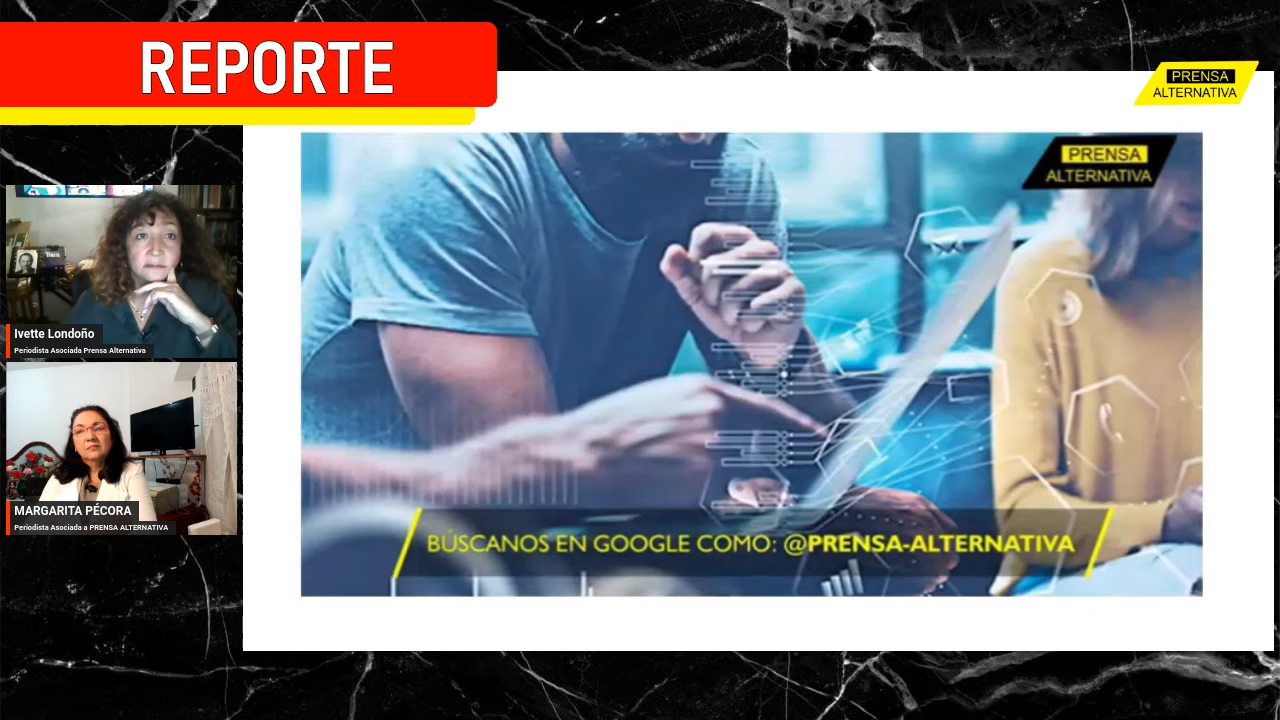 REPORTE
PRENSA
ALTERNATIVA
PRENSA
ALTERNATIVA
Ivette Londoño
Periodista Asociada Prensa Alternativa
MARGARITA PÉCORA
Periodista Asociada a PRENSA ALTERNATIVA
BÚSCANOS EN GOOGLE COMO: @PRENSA-ALTERNATIVA